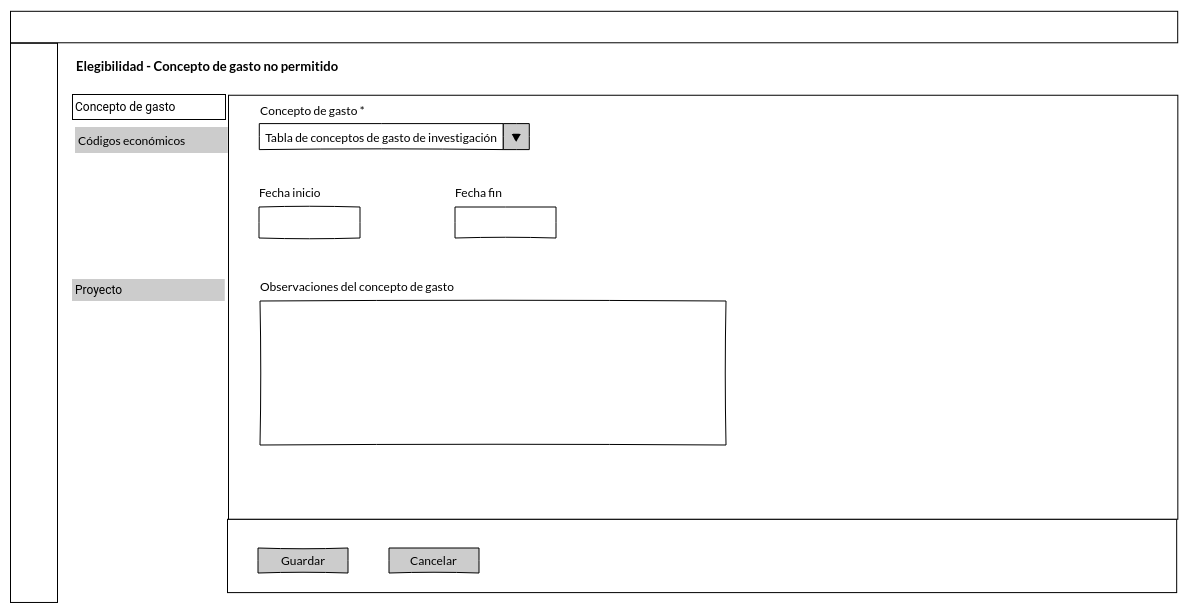 Elegibilidad - Concepto de gasto no permitido
Concepto de gasto
Códigos económicos
Proyecto
Concepto de gasto *
Tabla de conceptos de gasto de investigación
Fecha inicio
Fecha fin
Observaciones del concepto de gasto
Guardar
Cancelar